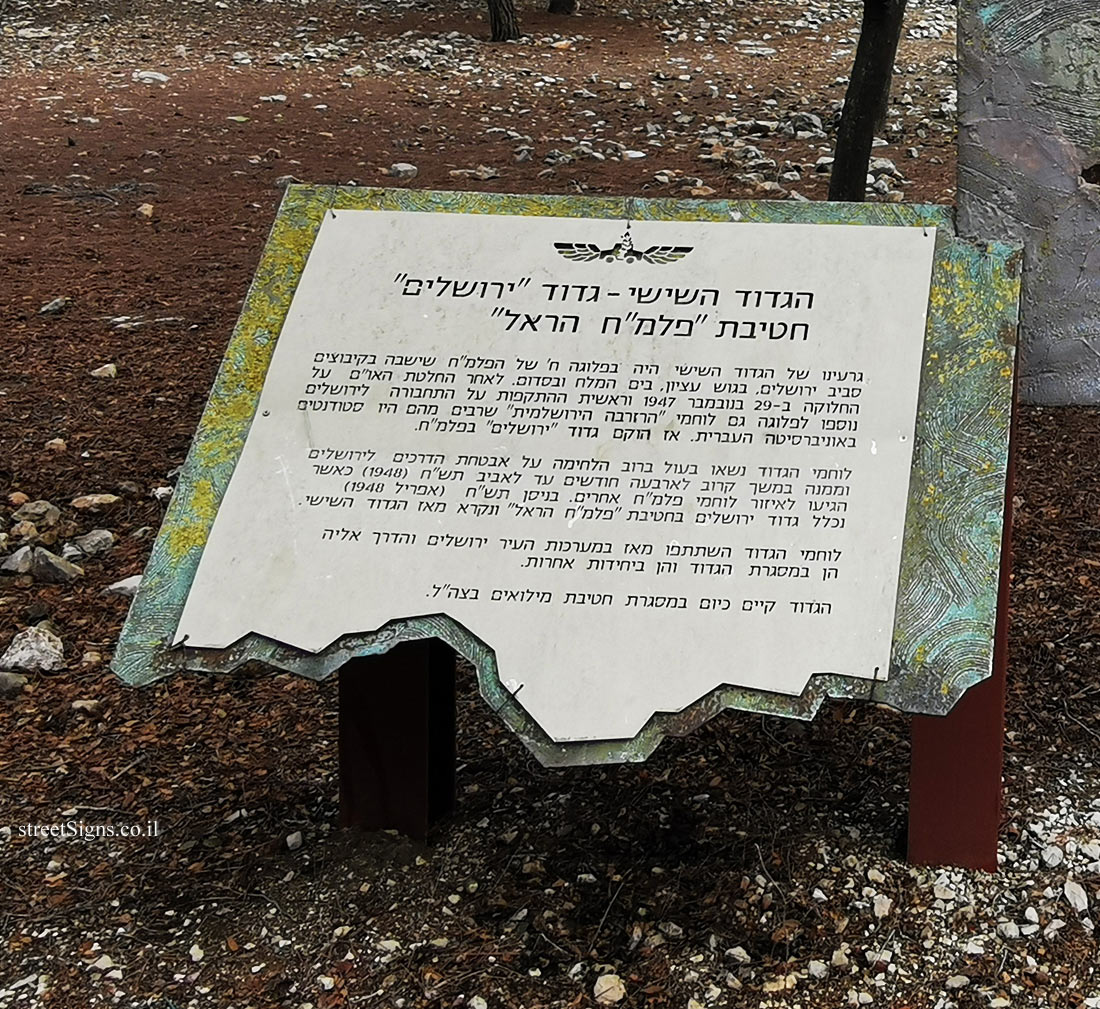 הגדוד השישי - גדוד "ירושלים"
חטיבת "פלמ"ח הראל"
גרעינו של הגדוד השישי היה בפלוגה ח' של הפלמ"ח שישבה בקיבוצים
סביב ירושלים, בגוש עציון, בים המלח ובסדום. לאחר החלטת האו"ם על
החלוקה ב-29 בנובמבר 1947 וראשית ההתקפות על התחבורה לירושלים
נוספו לפלוגה גם לוחמי "הרזרבה הירושלמית" שרבים מהם היו סטודנטים
באוניברסיטה העברית. אז הוקם גדוד "ירושלים" בפלמ"ח.
לוחמי הגדוד נשאו בעול ברוב הלחימה על אבטחת הדרכים לירושלים
וממנה במשך קרוב לארבעה חודשים עד לאביב תש"ח (1948) כאשר
הגיעו לאיזור לוחמי פלמ"ח אחרים. בניסן תש"ח (אפריל 1948)
נכלל גדוד ירושלים בחטיבת "פלמ"ח הראל" ונקרא מאז הגדוד השישי.
לוחמי הגדוד השתתפו מאז במערכות העיר ירושלים והדרך אליה
הן במסגרת הגדוד והן ביחידות אחרות.
הגדוד קיים כיום במסגרת חטיבת מילואים בצה"ל.
streetSigns.co.il